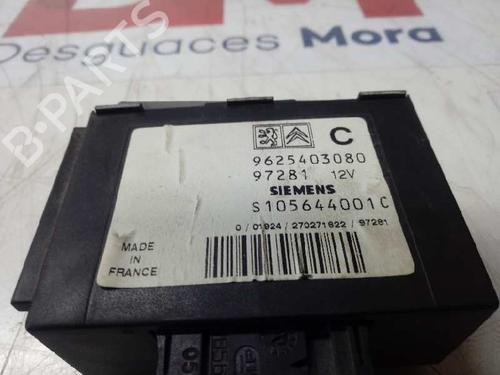 Desguaces Mora
B-PARTS
C
9625403080
97281 12V
SIEMENS
S105644001C
0 / 01924 / 270271622 / 97281
MADE
IN
FRANCE